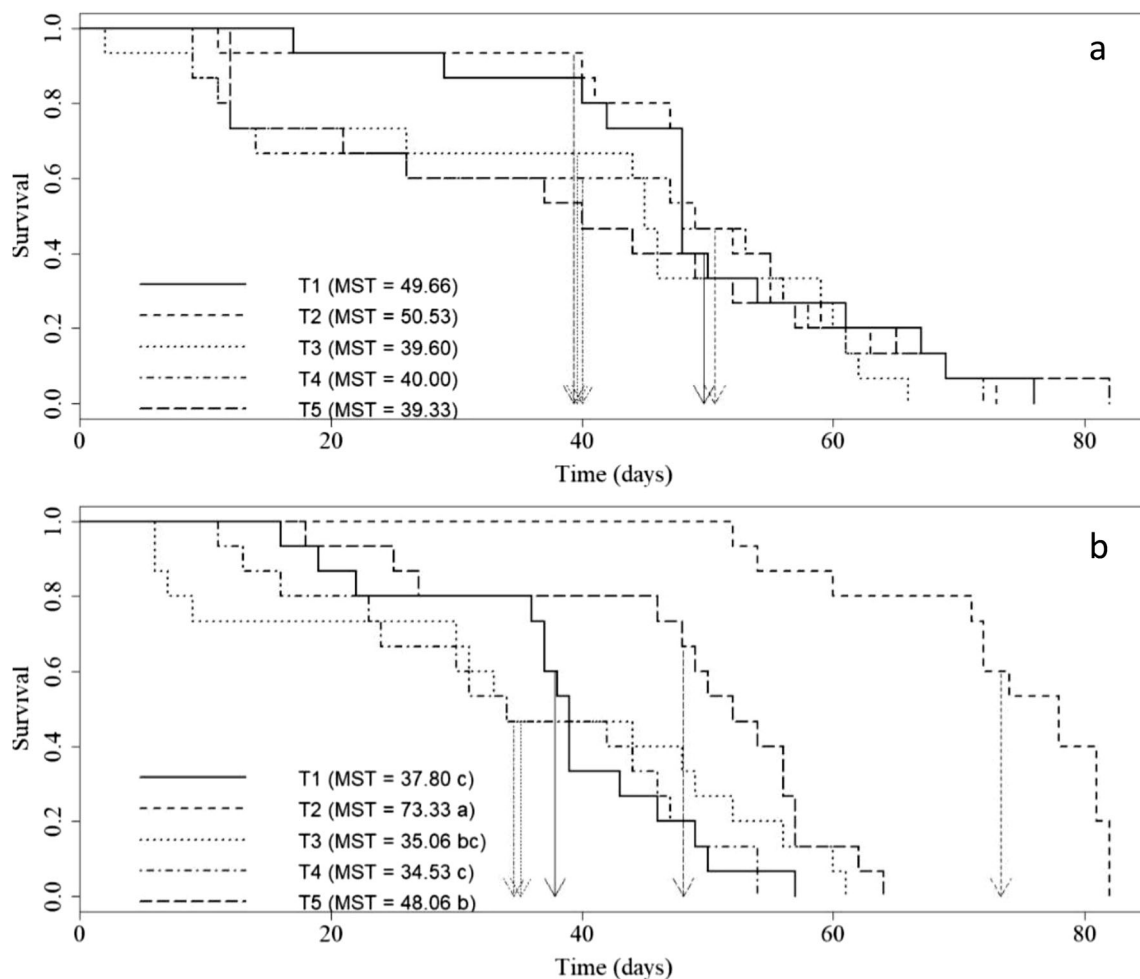 a
1.0
0.8
0.6
0.4
0.2
0.0
Survival
T1 (MST = 49.66)
T2 (MST = 50.53)
T3 (MST = 39.60)
T4 (MST = 40.00)
T5 (MST = 39.33)
0 20 40 60 80
Time (days)
b
1.0
0.8
0.6
0.4
0.2
0.0
Survival
T1 (MST = 37.80 c)
T2 (MST = 73.33 a)
T3 (MST = 35.06 bc)
T4 (MST = 34.53 c)
T5 (MST = 48.06 b)
0 20 40 60 80
Time (days)